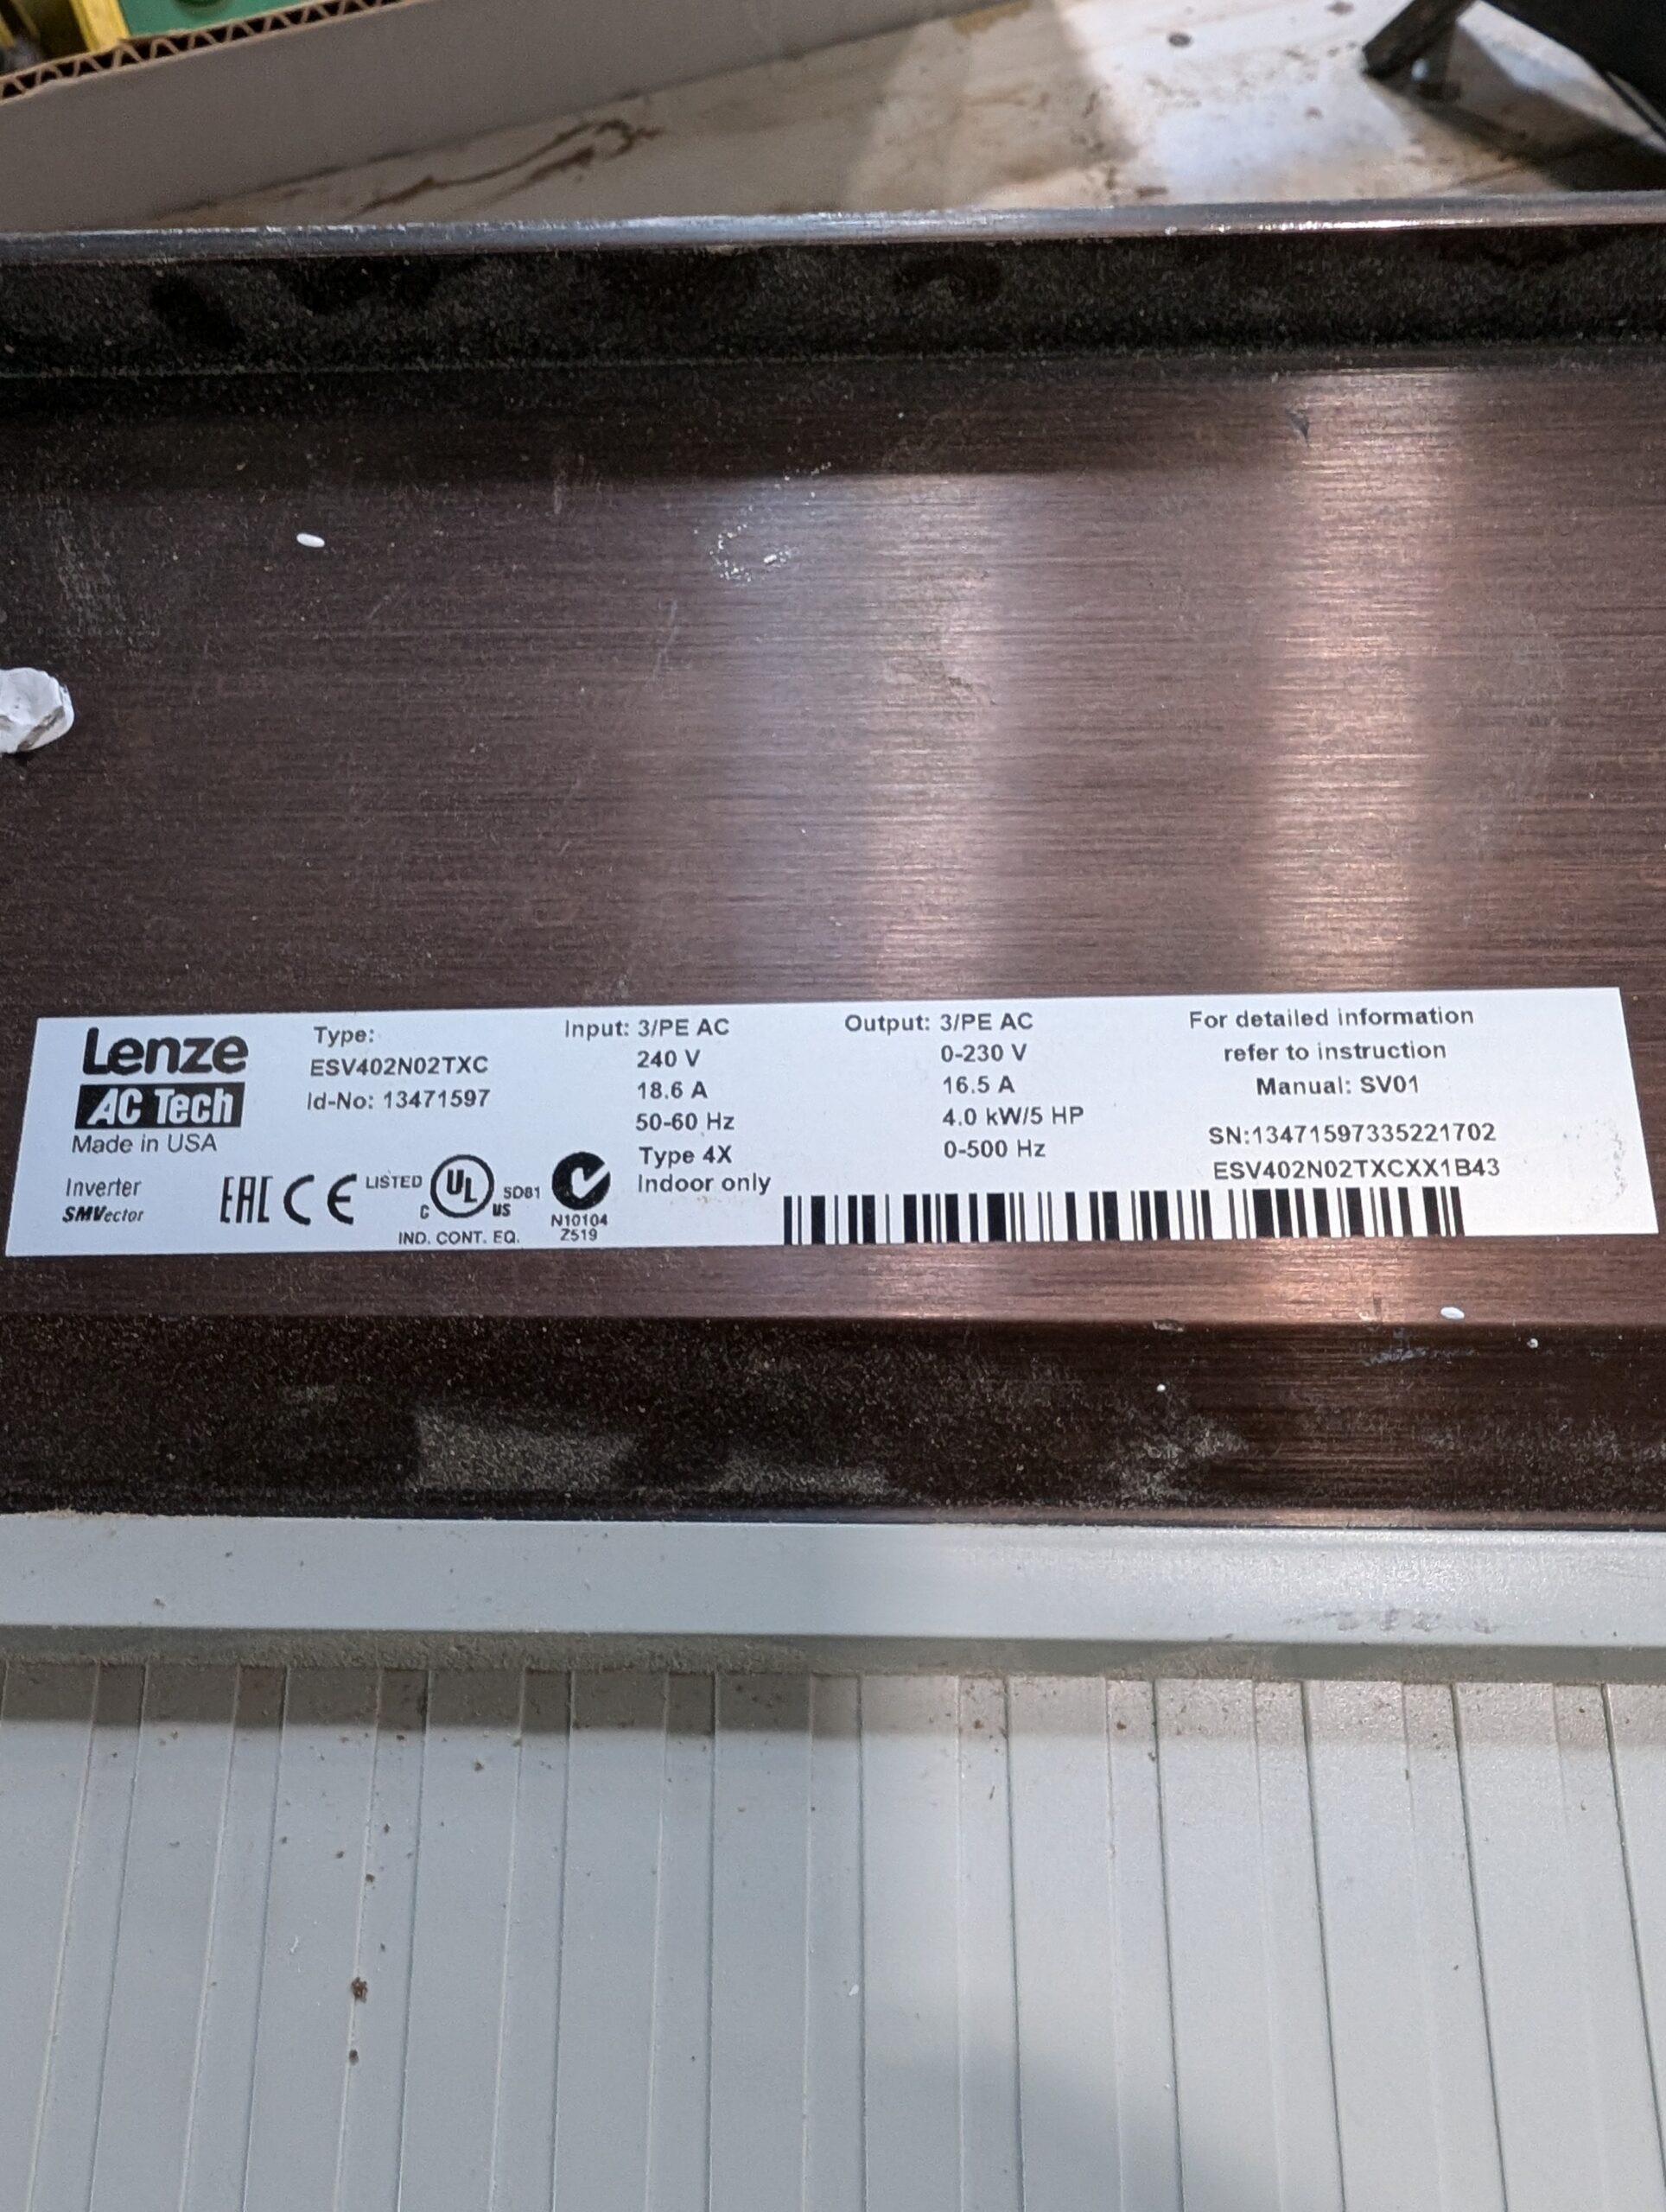 Lenze
AC Tech
Made in USA
Inverter
SMVector
Type:
ESV402N02TXC
Id-No: 13471597
EAC CE LISTED UL C US 5D81
IND. CONT. EQ.
N10104
Z519
Input: 3/PE AC
240 V
18.6 A
50-60 Hz
Type 4X
Indoor only
Output: 3/PE AC
0-230 V
16.5 A
4.0 kW/5 HP
0-500 Hz
For detailed information
refer to instruction
Manual: SV01
SN:13471597335221702
ESV402N02TXCXX1B43